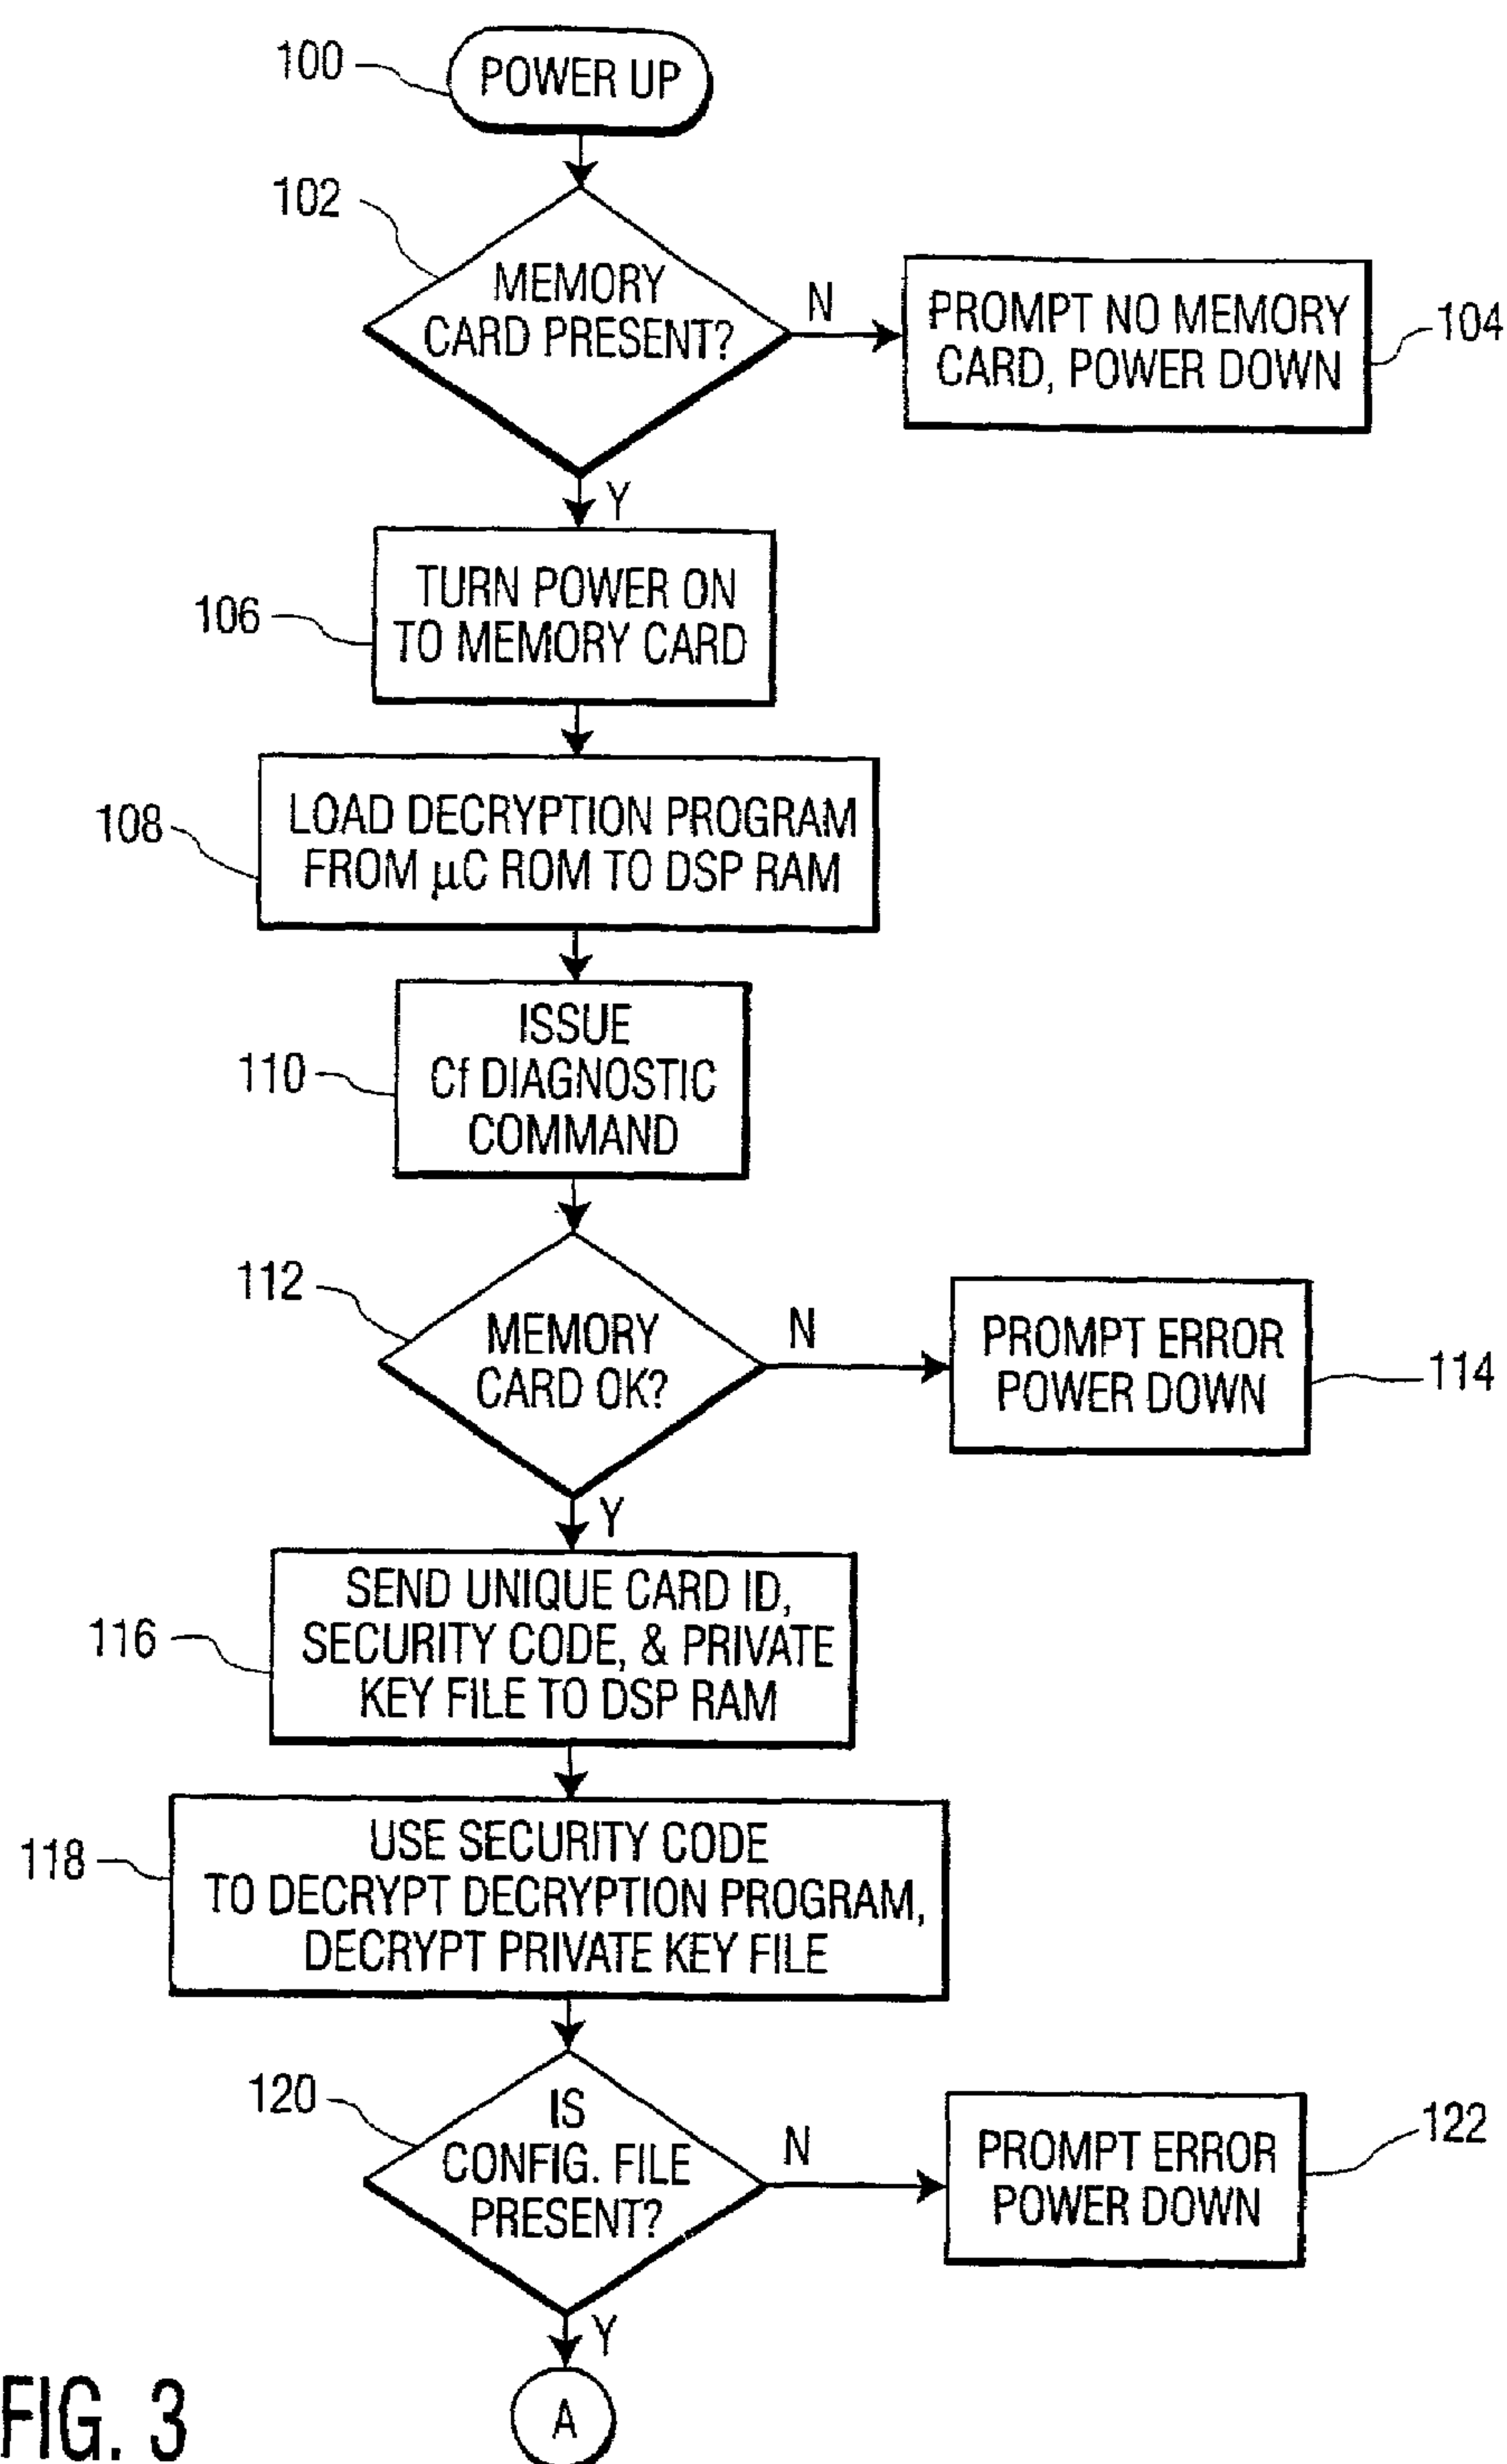 100
POWER UP
102
MEMORY
CARD PRESENT?
N
PROMPT NO MEMORY
CARD, POWER DOWN
104
Y
106
TURN POWER ON
TO MEMORY CARD
108
LOAD DECRYPTION PROGRAM
FROM µC ROM TO DSP RAM
110
ISSUE
Cf DIAGNOSTIC
COMMAND
112
MEMORY
CARD OK?
N
PROMPT ERROR
POWER DOWN
114
Y
116
SEND UNIQUE CARD ID,
SECURITY CODE, & PRIVATE
KEY FILE TO DSP RAM
118
USE SECURITY CODE
TO DECRYPT DECRYPTION PROGRAM,
DECRYPT PRIVATE KEY FILE
120
IS
CONFIG. FILE
PRESENT?
N
PROMPT ERROR
POWER DOWN
122
Y
A
FIG. 3